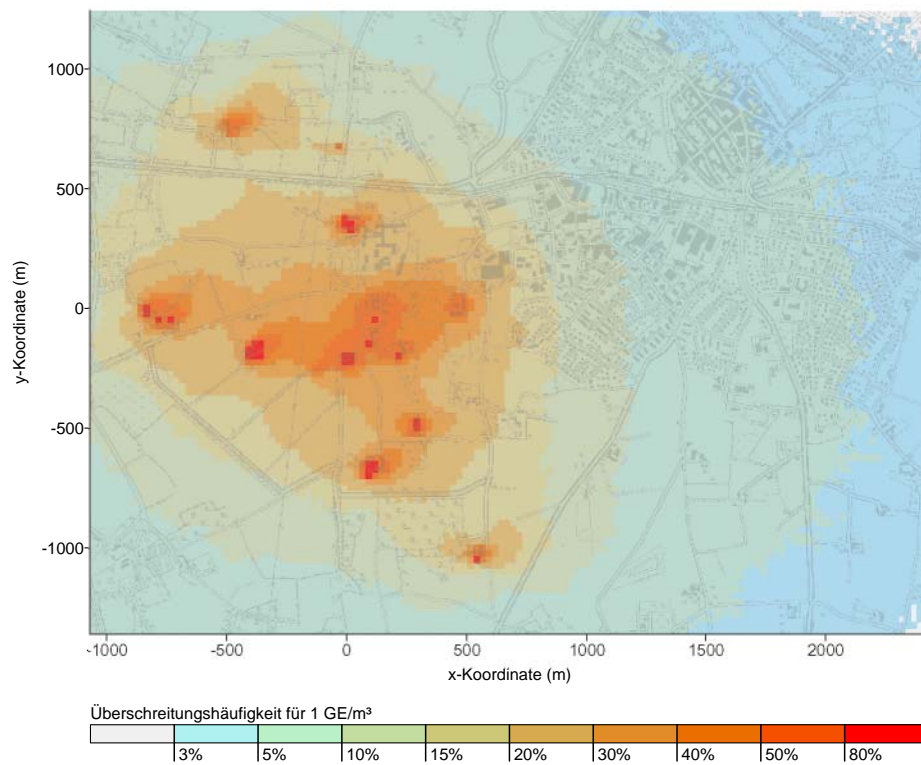 1000
500
0
-500
-1000
y-Koordinate (m)
-1000 -500 0 500 1000 1500 2000
x-Koordinate (m)
Überschreitungshäufigkeit für 1 GE/m³
3% 5% 10% 15% 20% 30% 40% 50% 80%